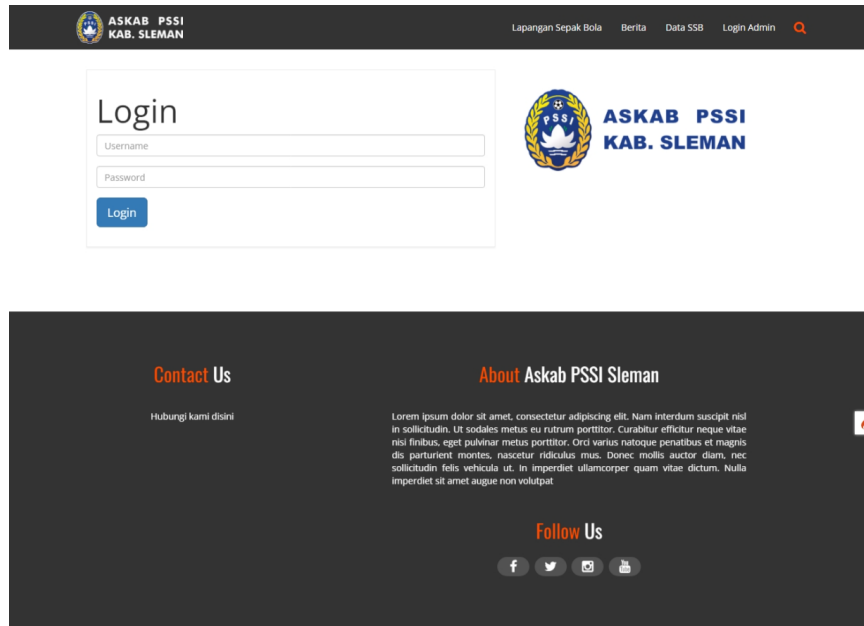 ASKAB PSSI
KAB. SLEMAN
Lapangan Sepak Bola Berita Data SSB Login Admin
Login
Username
Password
Login
PSSI
ASKAB PSSI
KAB. SLEMAN
Contact Us
Hubungi kami disini
About Askab PSSI Sleman
Lorem ipsum dolor sit amet, consectetur adipiscing elit. Nam interdum suscipit nisl
in sollicitudin. Ut sodales metus eu rutrum porttitor. Curabitur efficitur neque vitae
nisi finibus, eget pulvinar metus porttitor. Orci varius natoque penatibus et magnis
dis parturient montes, nascetur ridiculus mus. Donec mollis auctor diam, nec
sollicitudin felis vehicula ut. In imperdiet ullamcorper quam vitae dictum. Nulla
imperdiet sit amet augue non volutpat
Follow Us